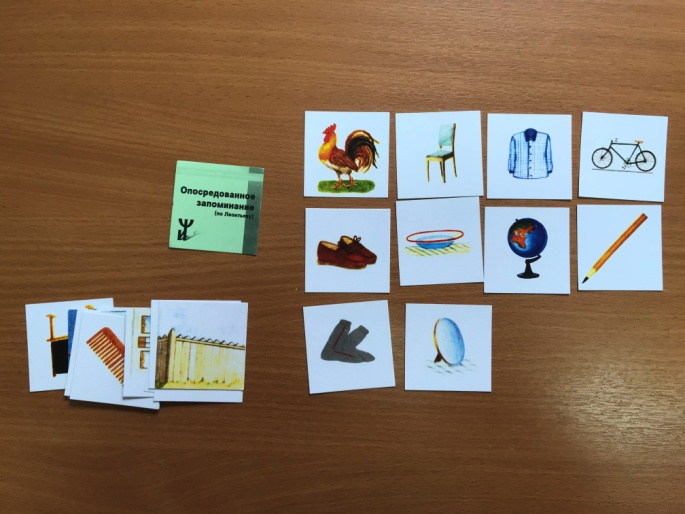 Опосредованное
запоминание
(по Леонтьеву)